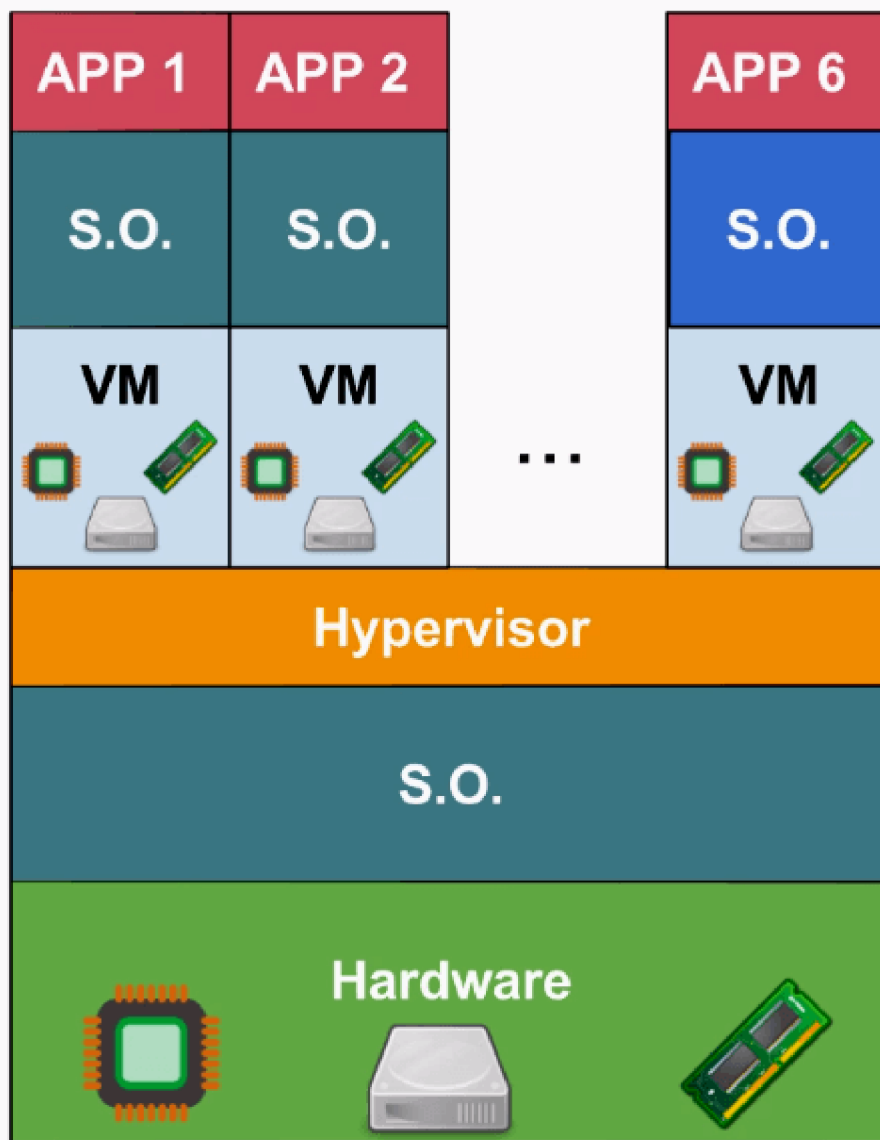 APP 1 APP 2 APP 6
S.O. S.O. S.O.
VM VM VM
...
Hypervisor
S.O.
Hardware